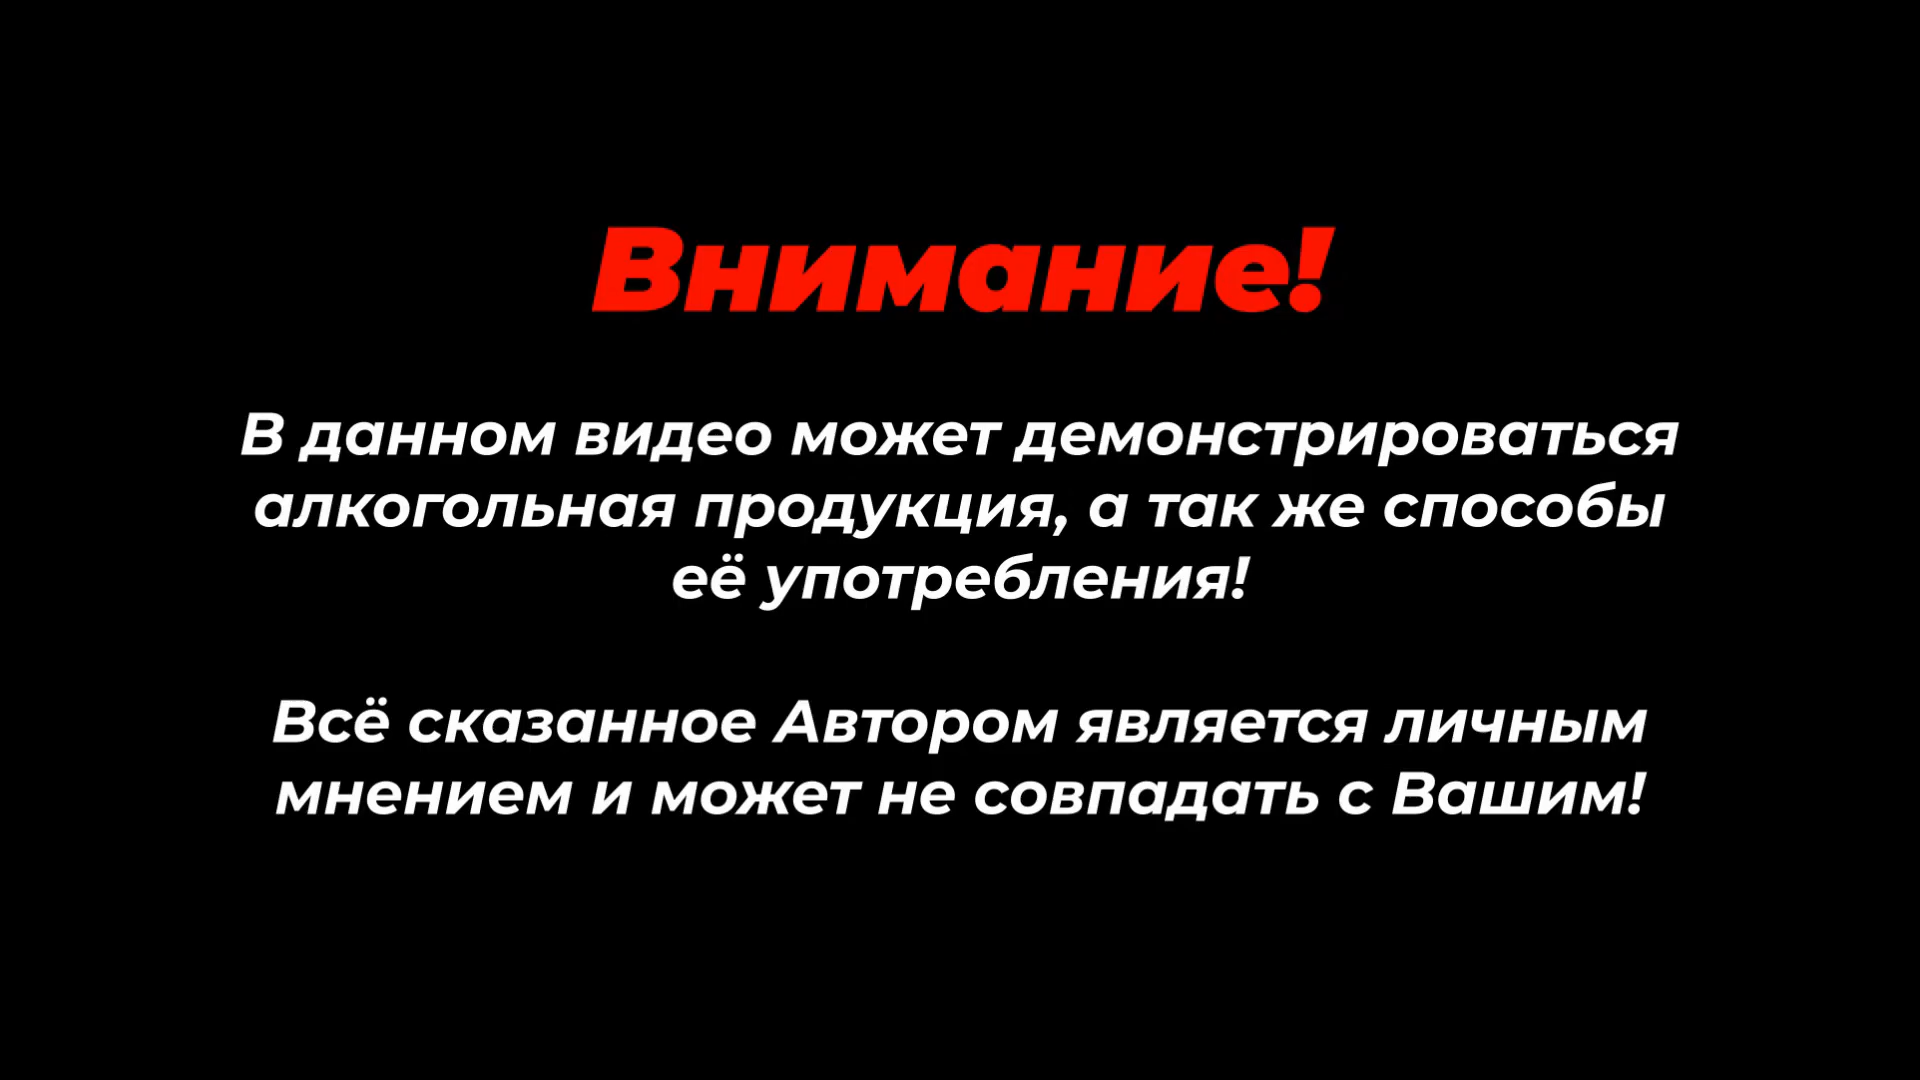 Внимание!
В данном видео может демонстрироваться
алкогольная продукция, а так же способы
её употребления!
Всё сказанное Автором является личным
мнением и может не совпадать с Вашим!